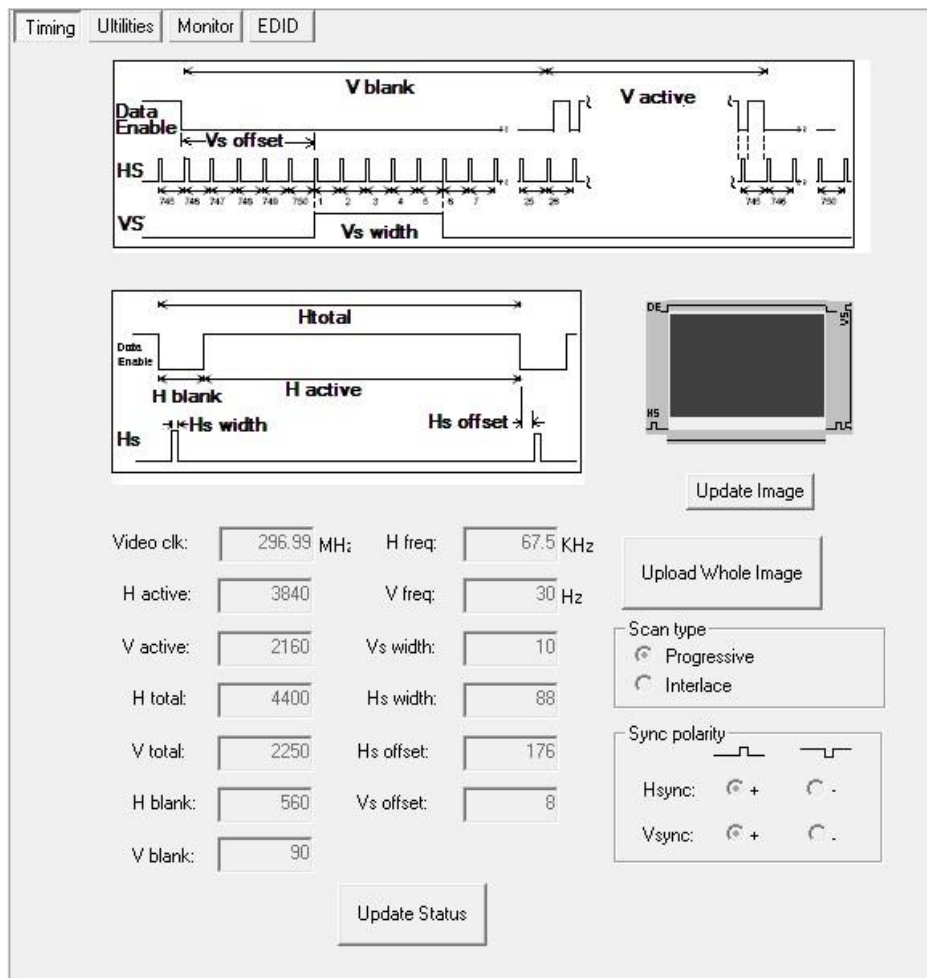 Timing Ultilities Monitor EDID
V blank V active
Data Enable
Vs offset
HS
745 746 747 748 749 750 1 2 3 4 5 6 7 25 26 745 746 750
VS
Vs width
Htotal
Data Enable
H blank H active
Hs width Hs offset
Hs
DE
VS
HS
Update Image
Video clk: 296.99 MHz H freq: 67.5 KHz
H active: 3840 V freq: 30 Hz
V active: 2160 Vs width: 10
H total: 4400 Hs width: 88
V total: 2250 Hs offset: 176
H blank: 560 Vs offset: 8
V blank: 90
Upload Whole Image
Scan type
Progressive
Interlace
Sync polarity
Hsync: + -
Vsync: + -
Update Status